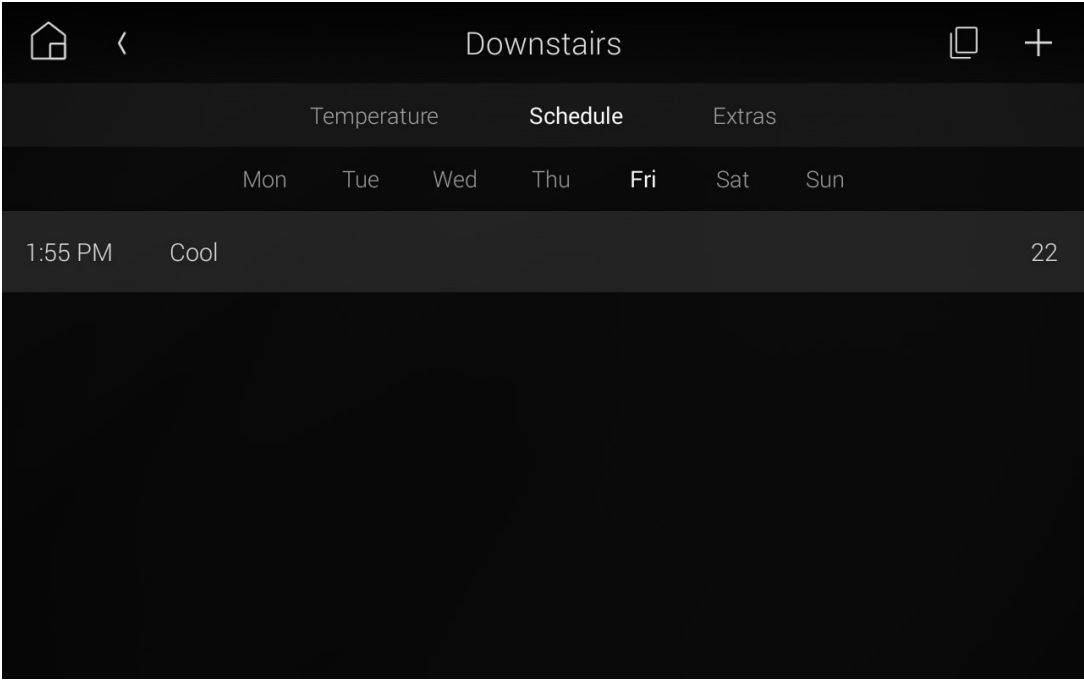 Downstairs
Temperature Schedule Extras
Mon Tue Wed Thu Fri Sat Sun
1:55 PM Cool 22